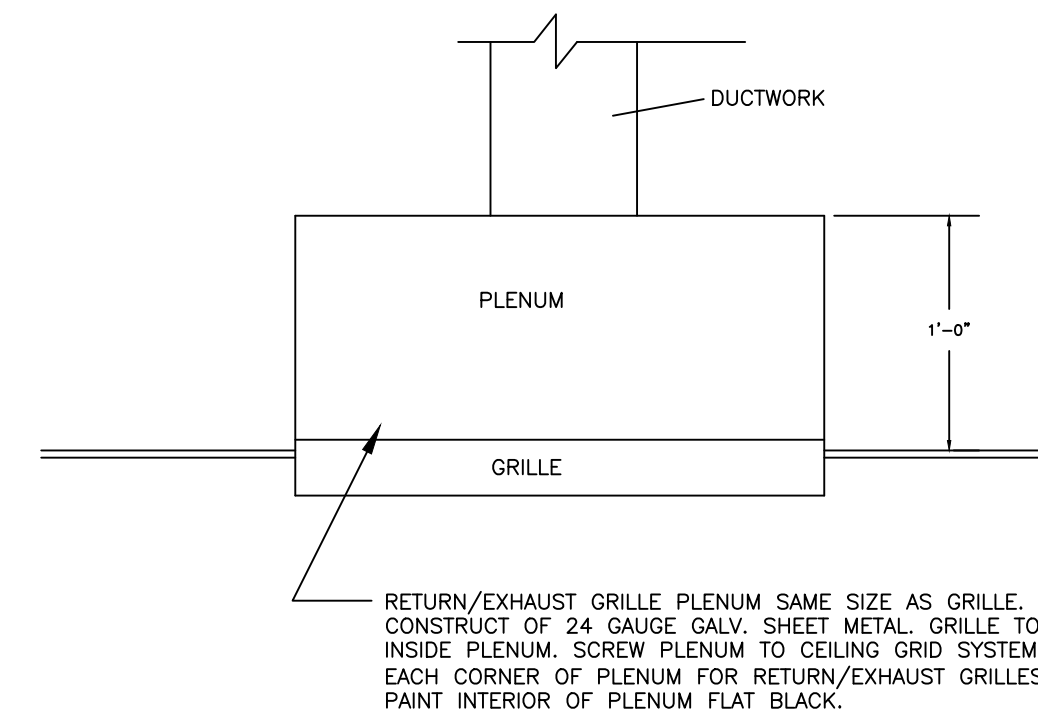 DUCTWORK
PLENUM
1'-0"
GRILLE
RETURN/EXHAUST GRILLE PLENUM SAME SIZE AS GRILLE.
CONSTRUCT OF 24 GAUGE GALV. SHEET METAL. GRILLE TO
INSIDE PLENUM. SCREW PLENUM TO CEILING GRID SYSTEM
EACH CORNER OF PLENUM FOR RETURN/EXHAUST GRILLES
PAINT INTERIOR OF PLENUM FLAT BLACK.